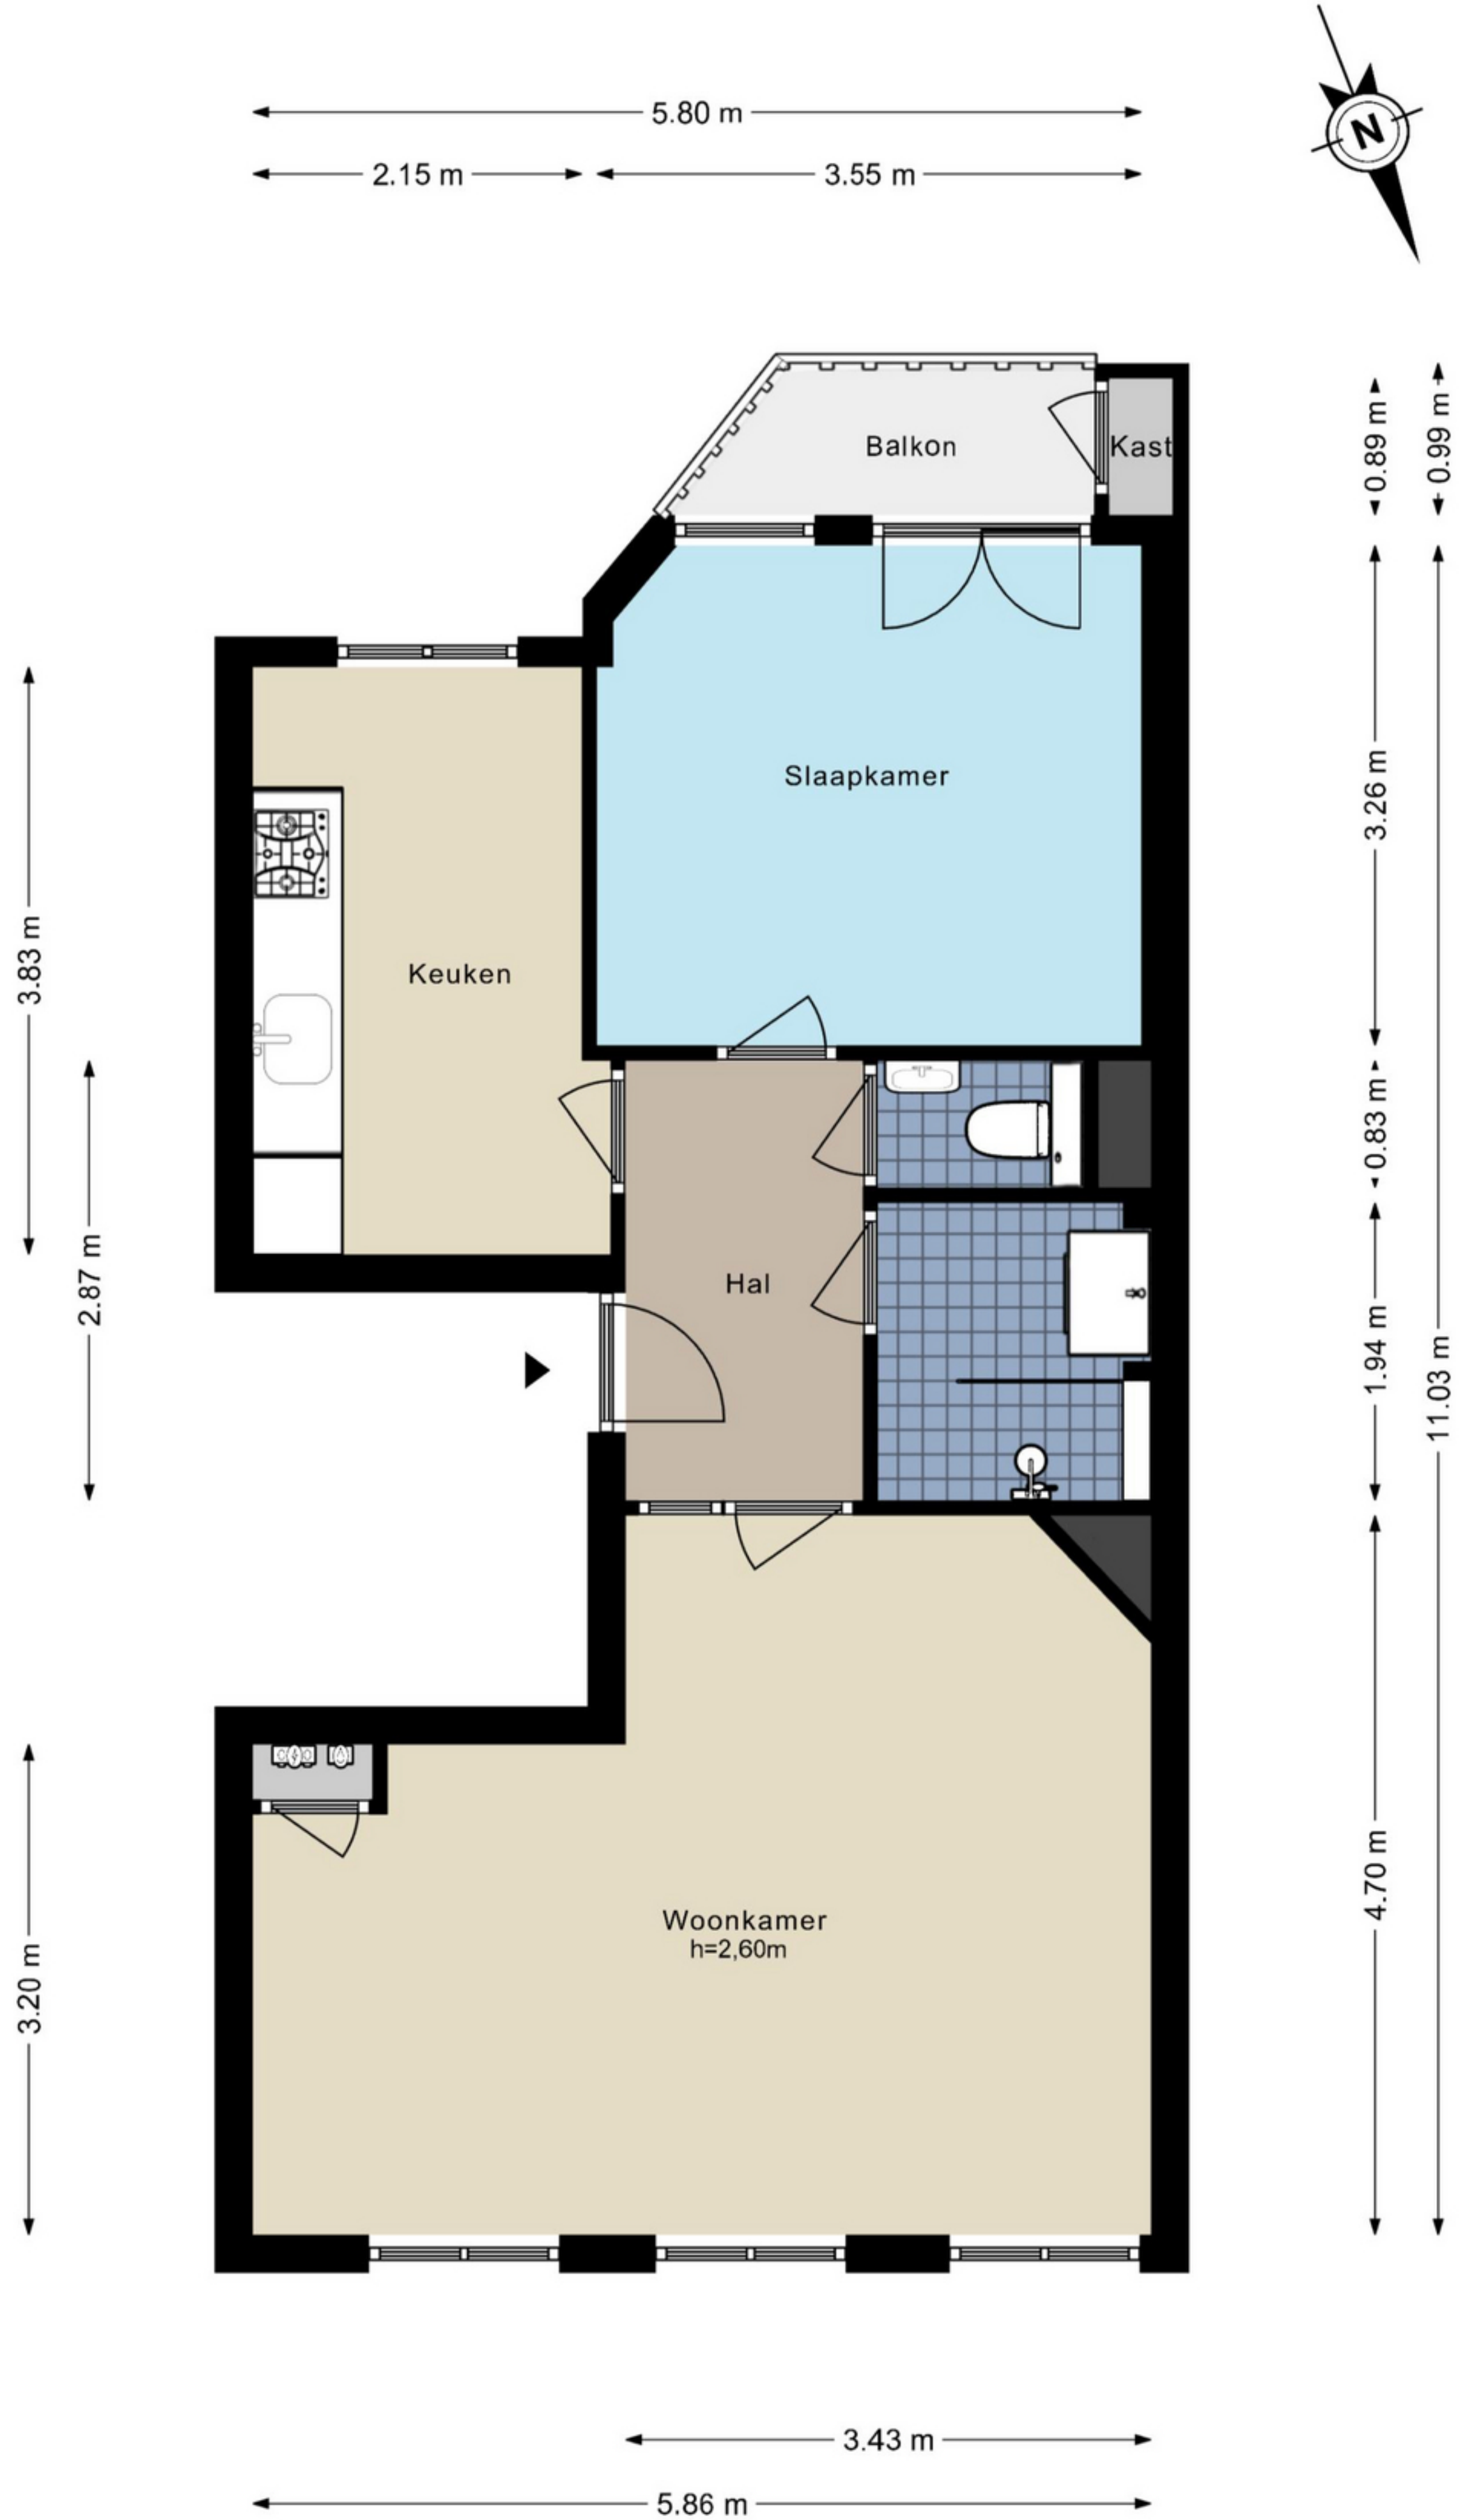 N
5.80 m
2.15 m
3.55 m
Balkon
Kast
0.89 m
0.99 m
Slaapkamer
3.26 m
Keuken
3.83 m
2.87 m
0.83 m
Hal
1.94 m
11.03 m
Woonkamer
h=2,60m
4.70 m
3.20 m
3.43 m
5.86 m